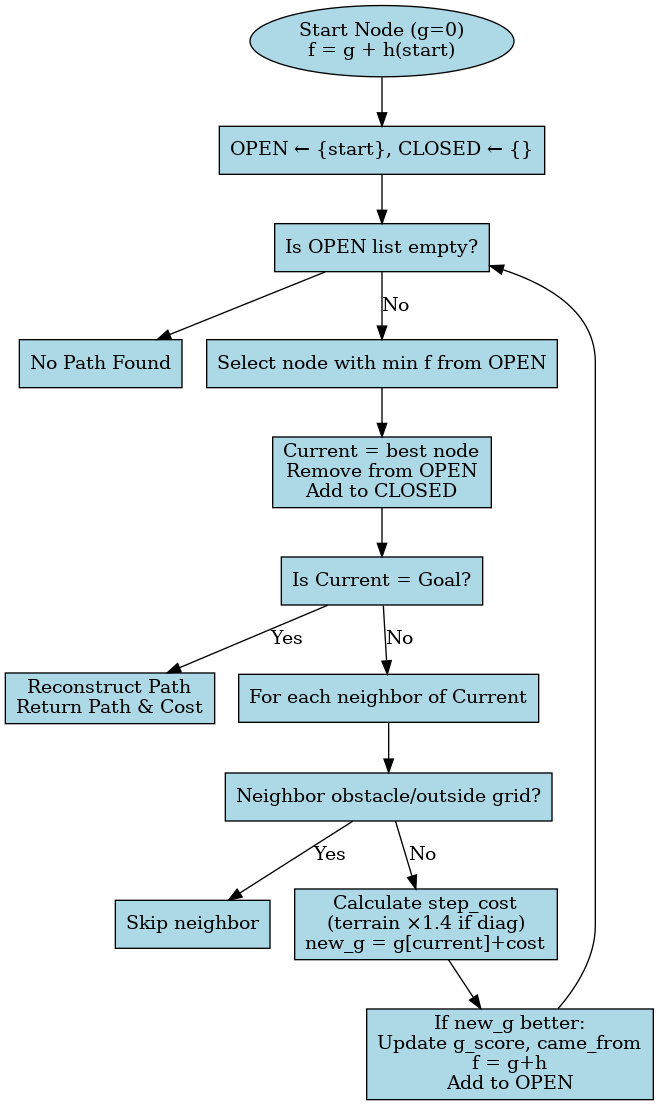 Start Node (g=0)
f = g + h(start)
OPEN ← {start}, CLOSED ← {}
Is OPEN list empty?
No
No Path Found
Select node with min f from OPEN
Current = best node
Remove from OPEN
Add to CLOSED
Is Current = Goal?
Yes
No
Reconstruct Path
Return Path & Cost
For each neighbor of Current
Neighbor obstacle/outside grid?
Yes
No
Skip neighbor
Calculate step_cost
(terrain ×1.4 if diag)
new_g = g[current]+cost
If new_g better:
Update g_score, came_from
f = g+h
Add to OPEN